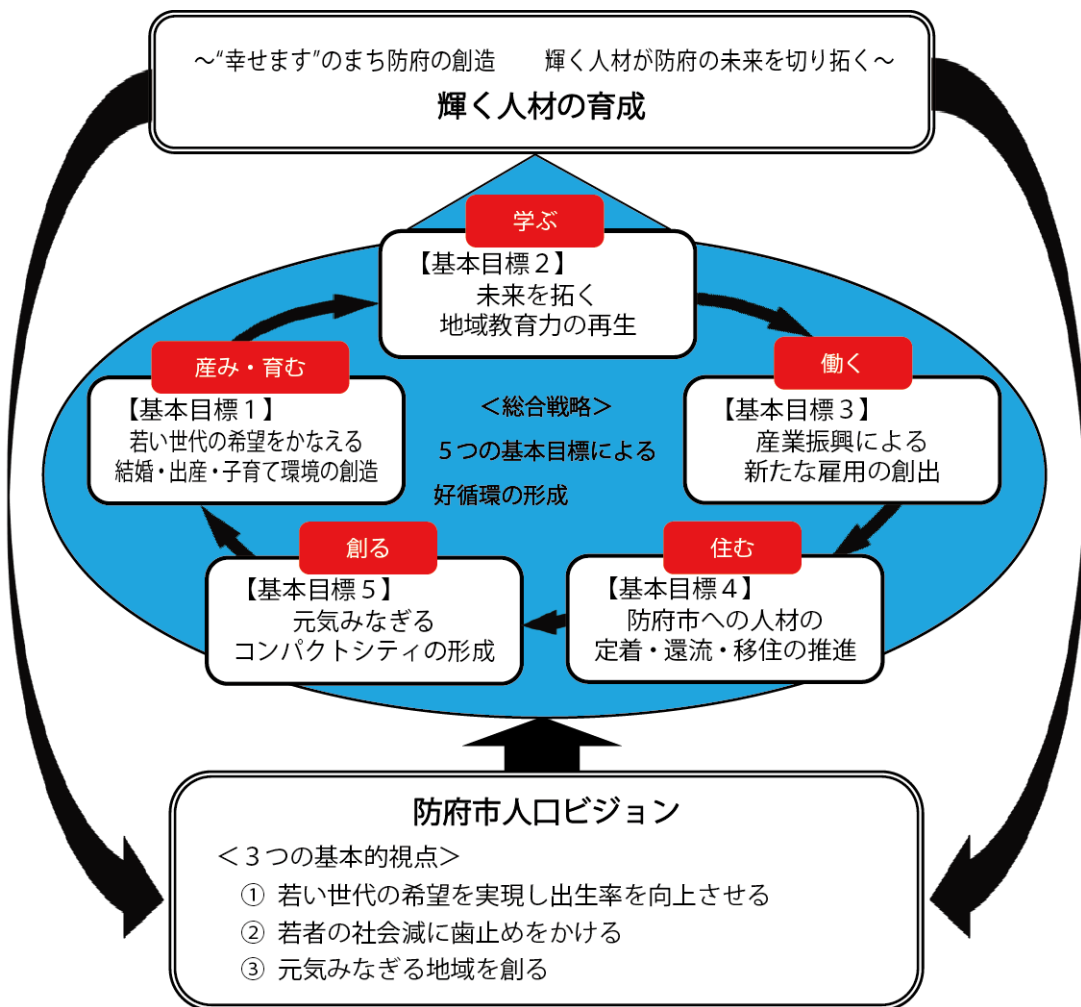 ～“幸せます”のまち防府の創造　　輝く人材が防府の未来を切り拓く～
輝く人材の育成
学ぶ
【基本目標２】
未来を拓く
地域教育力の再生
産み・育む
【基本目標１】
若い世代の希望をかなえる
結婚・出産・子育て環境の創造
働く
【基本目標３】
産業振興による
新たな雇用の創出
＜総合戦略＞
５つの基本目標による
好循環の形成
創る
【基本目標５】
元気みなぎる
コンパクトシティの形成
住む
【基本目標４】
防府市への人材の
定着・還流・移住の推進
防府市人口ビジョン
＜３つの基本的視点＞
① 若い世代の希望を実現し出生率を向上させる
② 若者の社会減に歯止めをかける
③ 元気みなぎる地域を創る